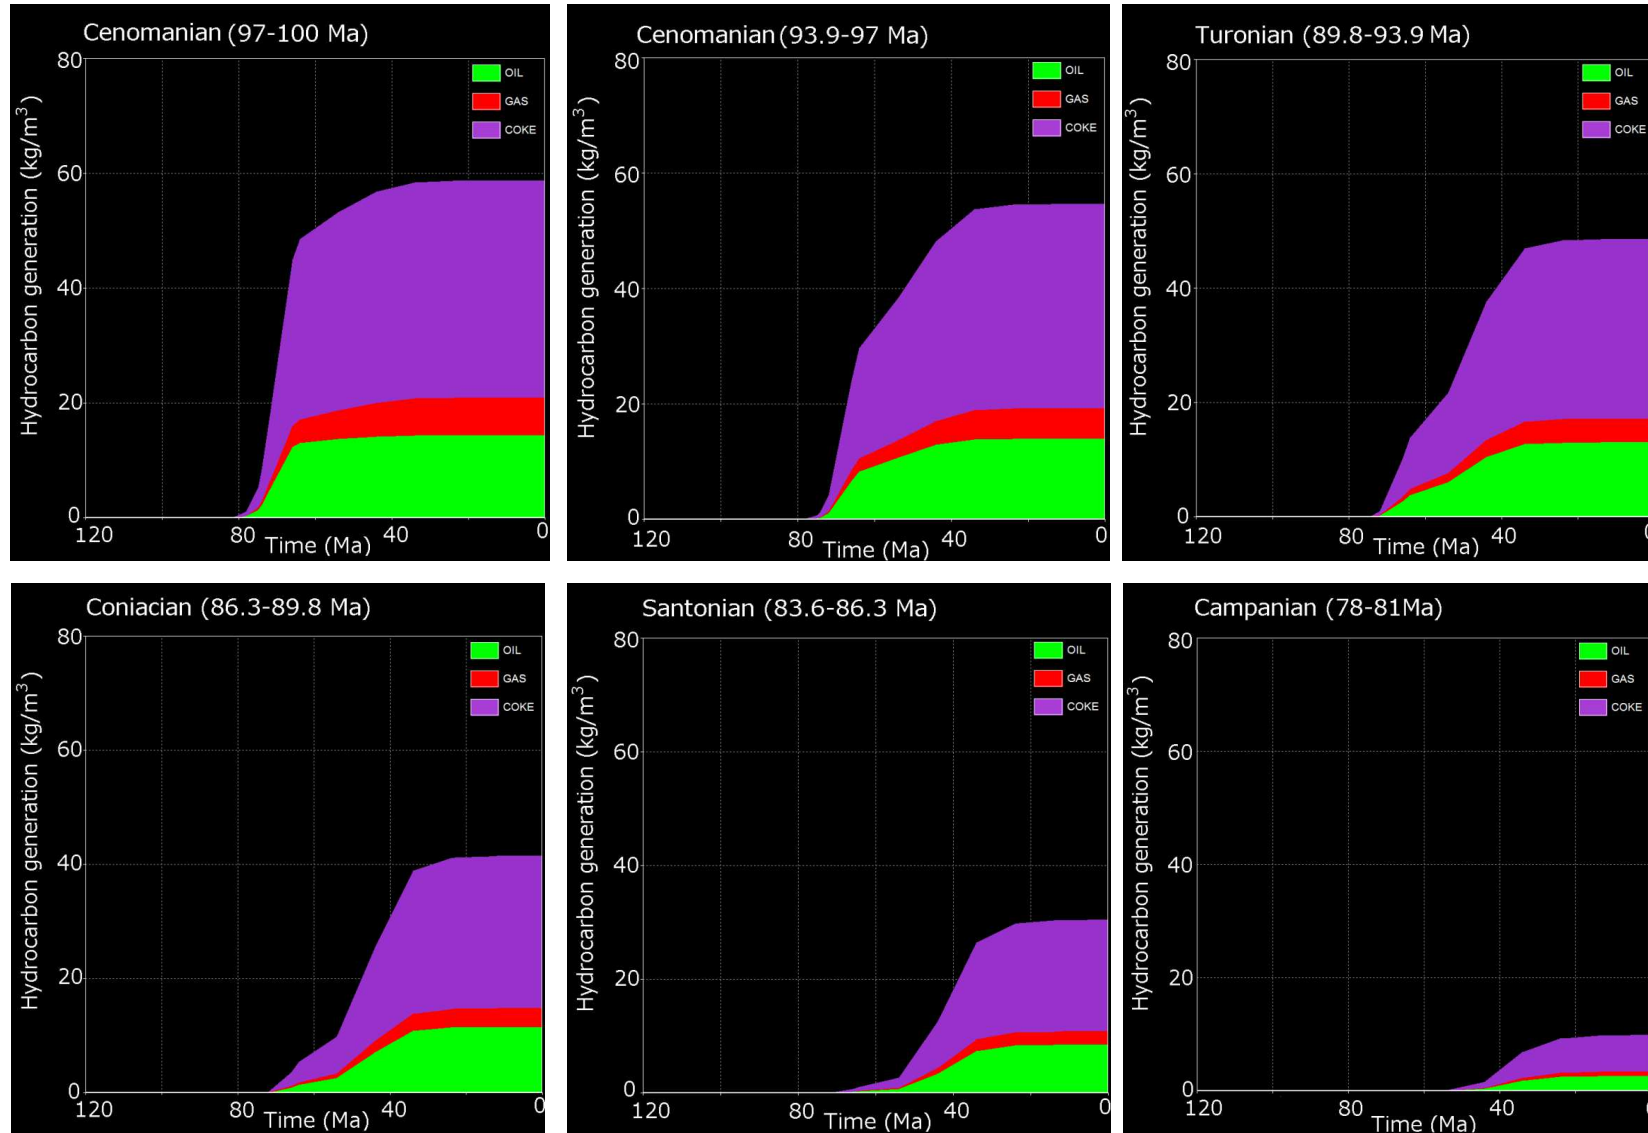 Cenomanian (97-100 Ma)
80
60
40
20
0
Hydrocarbon generation (kg/m³)
OIL
GAS
COKE
120
80
40
0
Time (Ma)
Cenomanian (93.9-97 Ma)
80
60
40
20
0
Hydrocarbon generation (kg/m³)
OIL
GAS
COKE
120
80
40
0
Time (Ma)
Turonian (89.8-93.9 Ma)
80
60
40
20
0
Hydrocarbon generation (kg/m³)
OIL
GAS
COKE
120
80
40
0
Time (Ma)
Coniacian (86.3-89.8 Ma)
80
60
40
20
0
Hydrocarbon generation (kg/m³)
OIL
GAS
COKE
120
80
40
0
Time (Ma)
Santonian (83.6-86.3 Ma)
80
60
40
20
0
Hydrocarbon generation (kg/m³)
OIL
GAS
COKE
120
80
40
0
Time (Ma)
Campanian (78-81Ma)
80
60
40
20
0
Hydrocarbon generation (kg/m³)
OIL
GAS
COKE
120
80
40
0
Time (Ma)